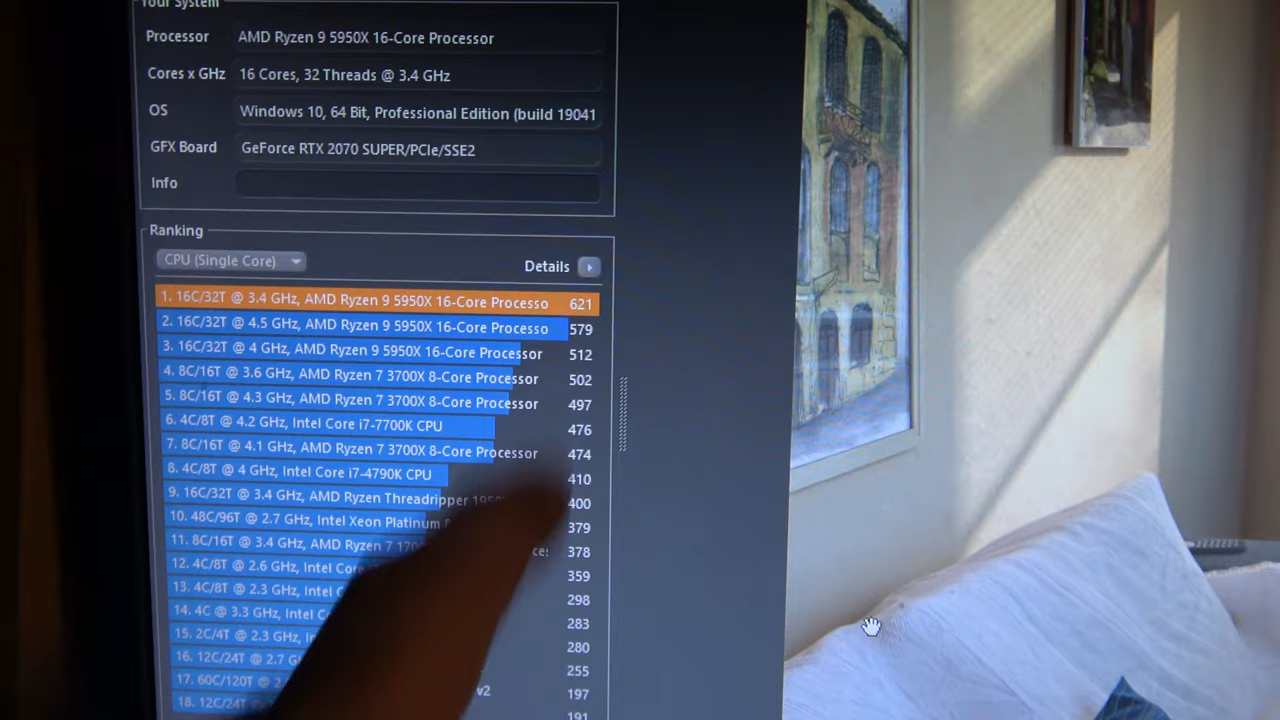 Your System
Processor AMD Ryzen 9 5950X 16-Core Processor
Cores x GHz 16 Cores, 32 Threads @ 3.4 GHz
OS Windows 10, 64 Bit, Professional Edition (build 19041
GFX Board GeForce RTX 2070 SUPER/PCIe/SSE2
Info
Ranking
CPU (Single Core) Details
1. 16C/32T @ 3.4 GHz, AMD Ryzen 9 5950X 16-Core Processo 621
2. 16C/32T @ 4.5 GHz, AMD Ryzen 9 5950X 16-Core Processo 579
3. 16C/32T @ 4 GHz, AMD Ryzen 9 5950X 16-Core Processor 512
4. 8C/16T @ 3.6 GHz, AMD Ryzen 7 3700X 8-Core Processor 502
5. 8C/16T @ 4.3 GHz, AMD Ryzen 7 3700X 8-Core Processor 497
6. 4C/8T @ 4.2 GHz, Intel Core i7-7700K CPU 476
7. 8C/16T @ 4.1 GHz, AMD Ryzen 7 3700X 8-Core Processor 474
8. 4C/8T @ 4 GHz, Intel Core i7-4790K CPU 410
9. 16C/32T @ 3.4 GHz, AMD Ryzen Threadripper 400
10. 48C/96T @ 2.7 GHz, Intel Xeon Platinum 379
11. 8C/16T @ 3.4 GHz, AMD Ryzen 7 378
12. 4C/8T @ 2.6 GHz, Intel Core 359
13. 4C/8T @ 2.3 GHz, Intel 298
14. 4C @ 3.3 GHz, Intel 283
15. 2C/4T @ 2.3 GHz, 280
16. 12C/24T @ 2.7 255
17. 60C/120T @ v2 197
18. 12C/24T 191